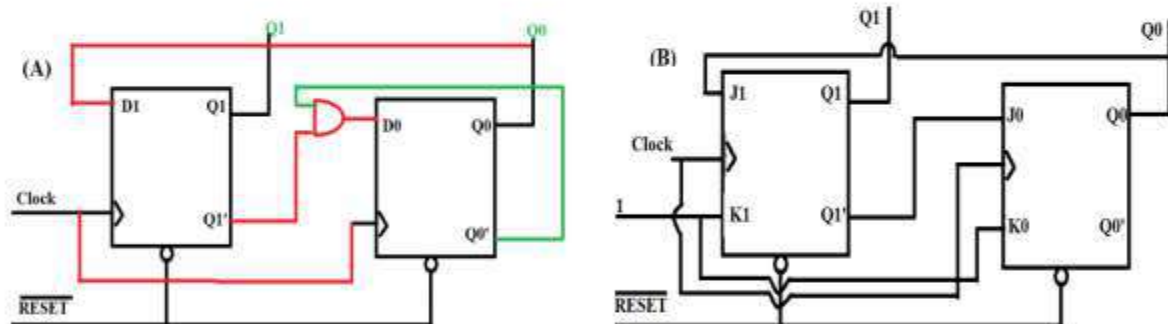 Q1
Q0
(A)
D1
Q1
D0
Q0
Clock
Q1'
Q0'
RESET
Q1
Q0
(B)
J1
Q1
J0
Q0
Clock
1
K1
Q1'
K0
Q0'
RESET